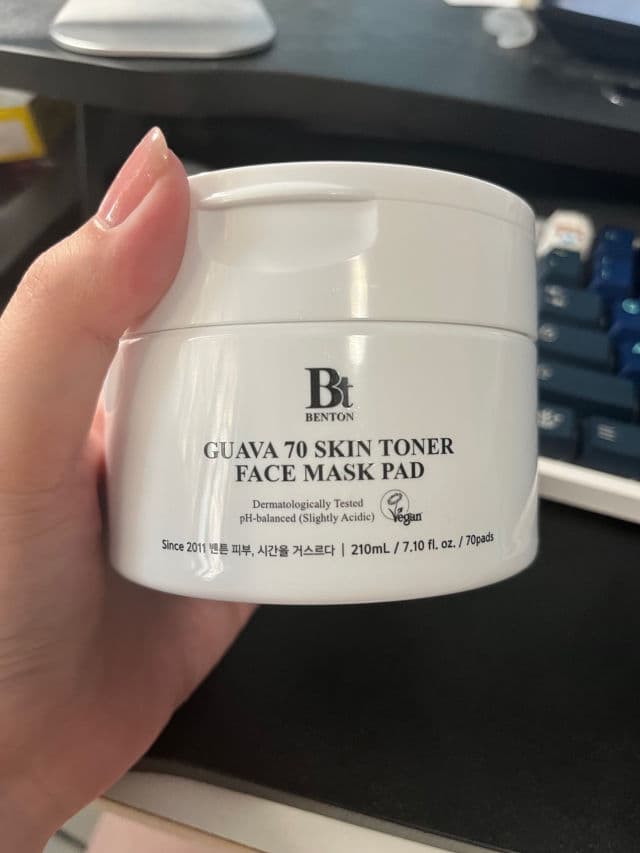 Bt
BENTON
GUAVA 70 SKIN TONER
FACE MASK PAD
Dermatologically Tested
pH-balanced (Slightly Acidic)
Vegan
Since 2011 벤튼 피부, 시간을 거스르다 | 210mL / 7.10 fl. oz. / 70pads